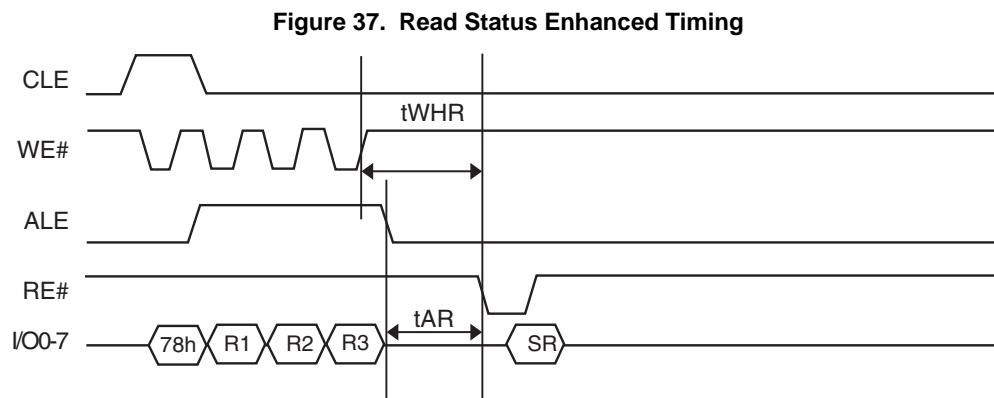 Figure 37. Read Status Enhanced Timing
CLE
tWHR
WE#
ALE
RE#
tAR
I/O0-7
78h
R1
R2
R3
SR